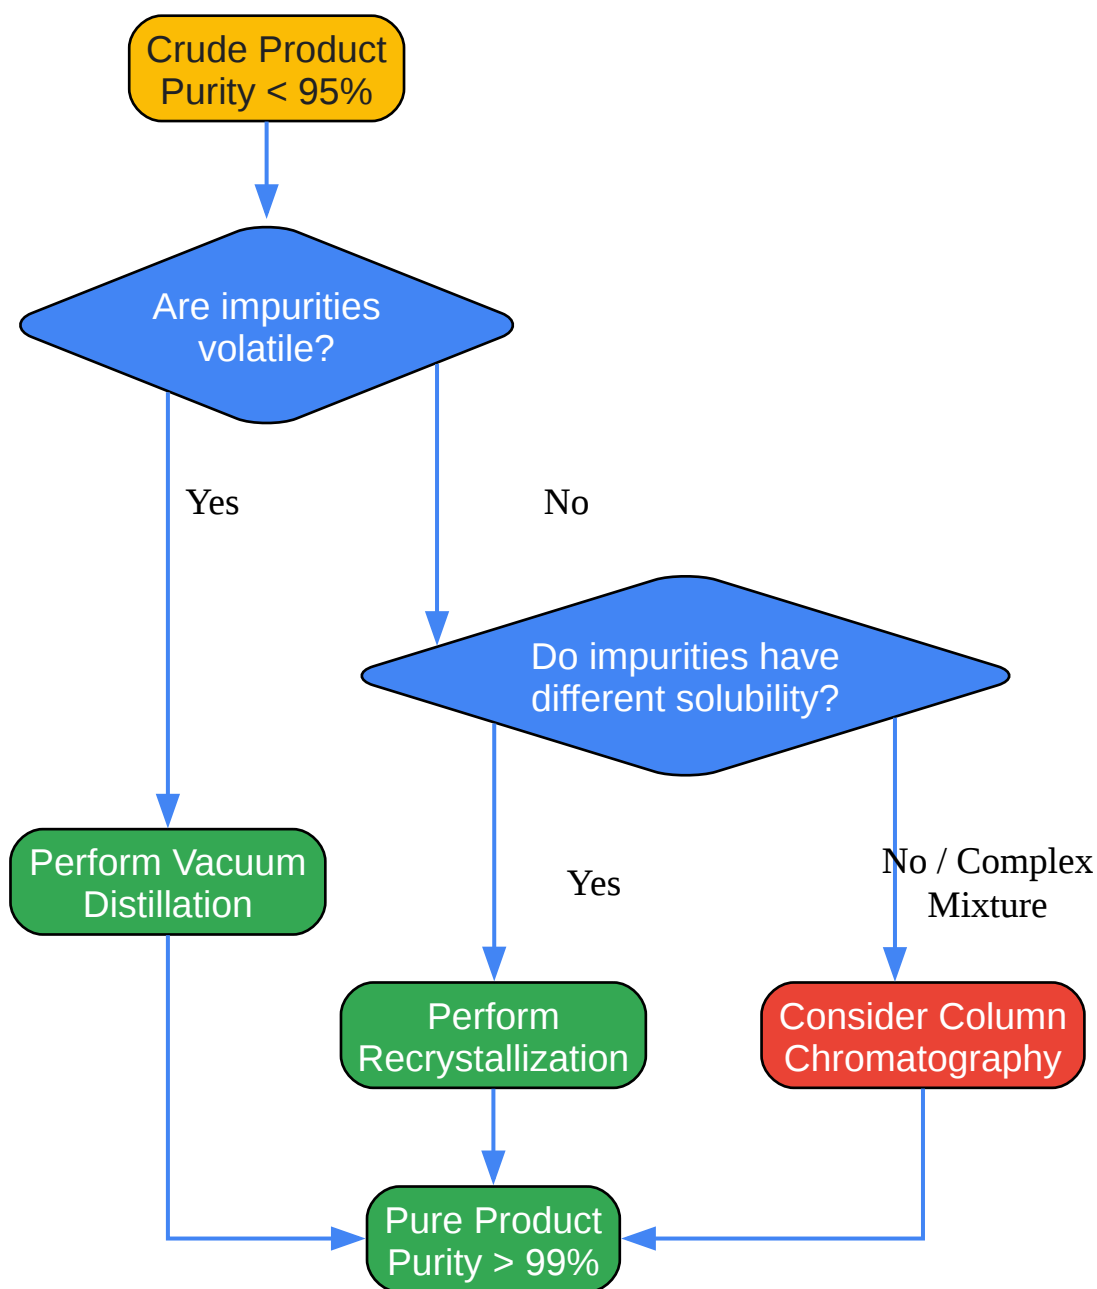 Crude Product
Purity < 95%
Are impurities
volatile?
Yes
No
Do impurities have
different solubility?
Perform Vacuum
Distillation
Yes
No / Complex
Mixture
Perform
Recrystallization
Consider Column
Chromatography
Pure Product
Purity > 99%